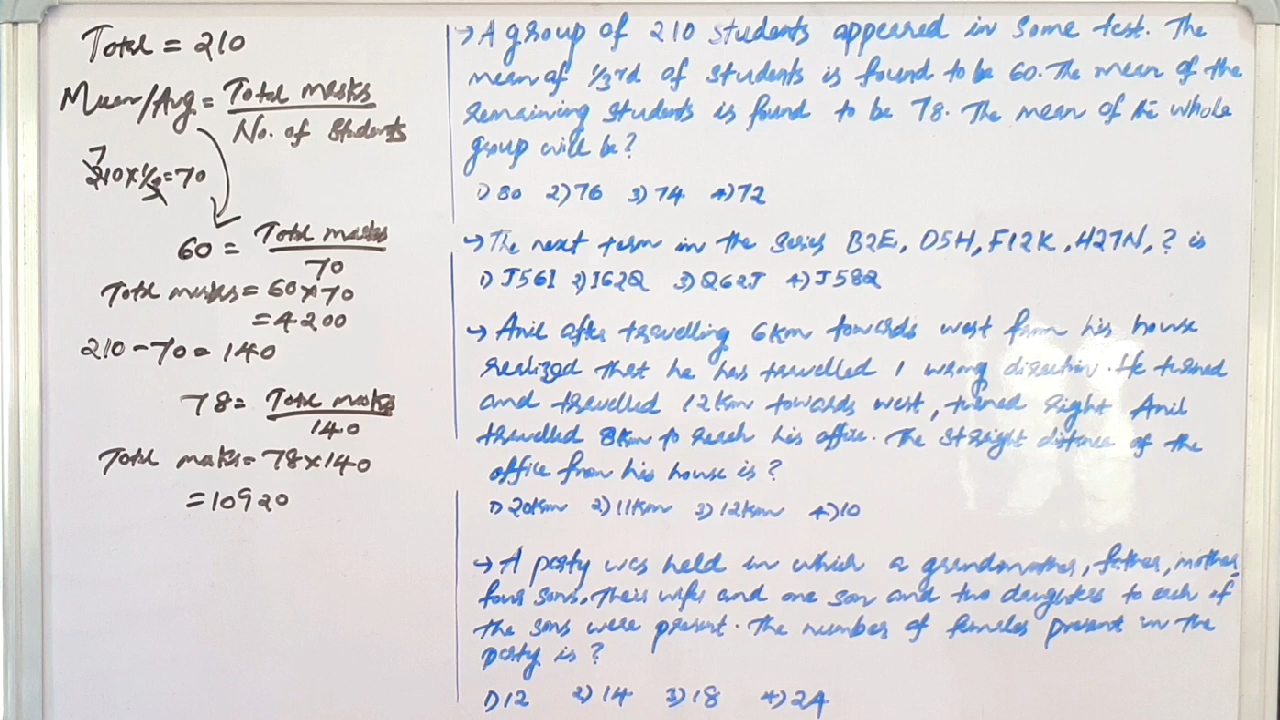 Total = 210
Mean/Avg = Total marks
No. of Students
7
210×1/3=70
60 = Total marks
70
Total marks = 60×70
=4200
210-70=140
78= Total marks
140
Total marks=78×140
=10920
→A group of 210 students appeared in some test. The
mean of 1/3rd of students is found to be 60. The mean of the
remaining students is found to be 78. The mean of the whole
group will be?
1) 80 2)76 3)74 4)72
→The next term in the series B2E, D5H, F12K, H27N, ? is
1) J56I 2)I62Q 3)Q62J 4)J58Q
→ Anil after travelling 6km towards west from his house
realized that he has travelled 1 wrong direction. He turned
and travelled 12km towards west, turned right Anil
travelled 8km to reach his office. The straight distance of the
office from his house is?
1) 20km 2)11km 3)12km 4)10
→A party was held in which a grandmother, father, mother,
four sons, their wifes and one son and two daughters to each of
the sons were present. The number of females present in the
party is?
1)12 2)14 3)18 4)24